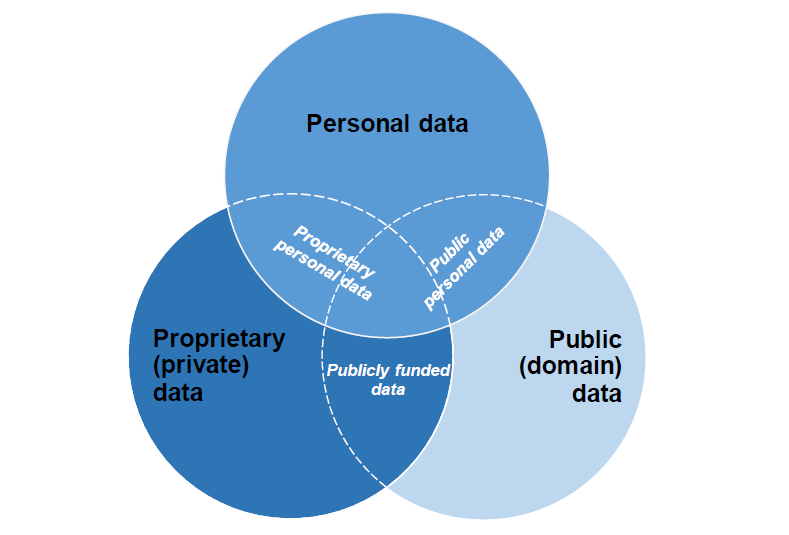 Personal data
Proprietary
personal data
Public
personal data
Proprietary
(private)
data
Public
(domain)
data
Publicly funded
data